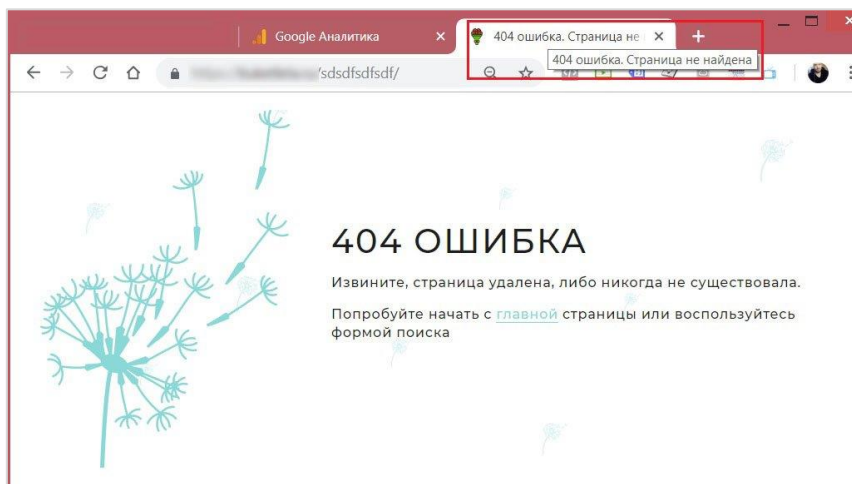 Google Аналитика
404 ошибка. Страница не
404 ошибка. Страница не найдена
/sdsdfsdfsdf/
404 ОШИБКА
Извините, страница удалена, либо никогда не существовала.
Попробуйте начать с главной страницы или воспользуйтесь
формой поиска